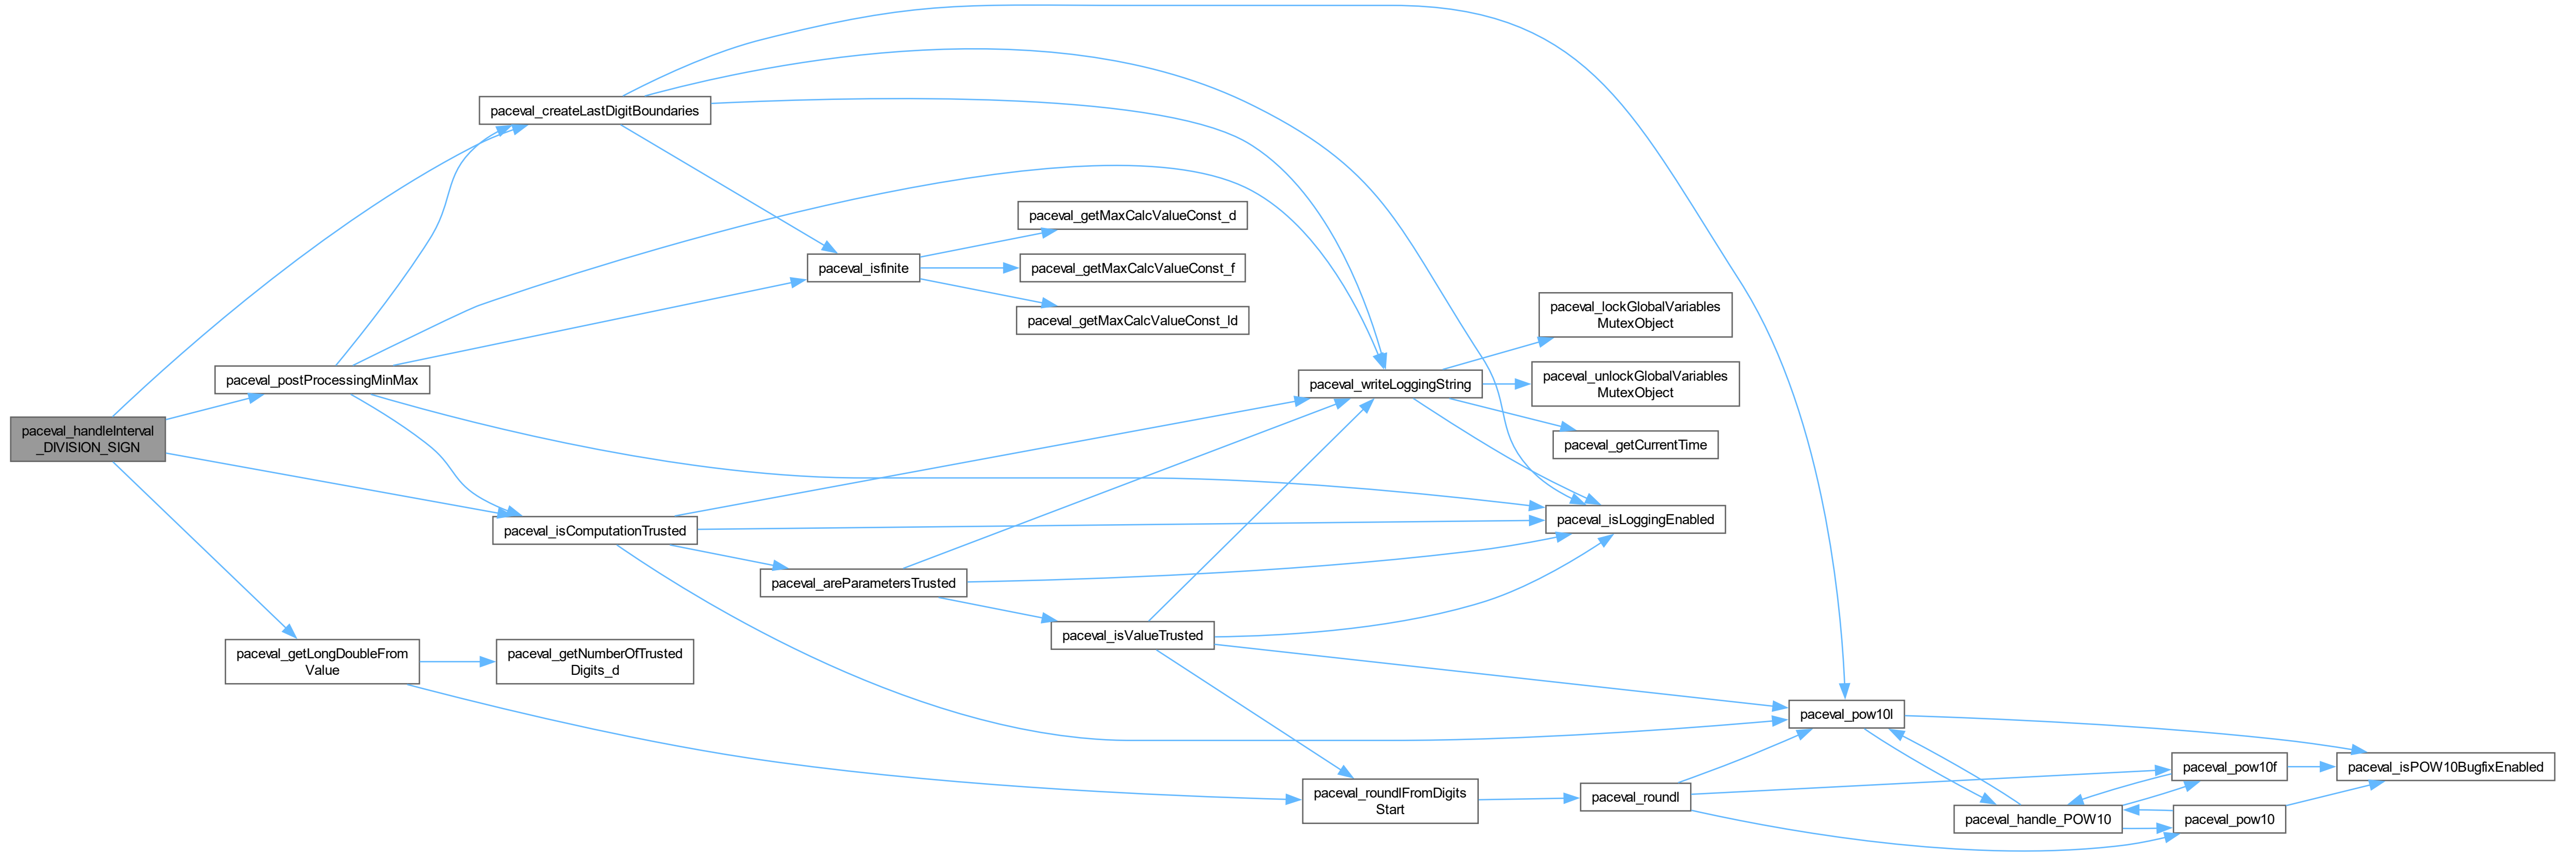 paceval_handleInterval
_DIVISION_SIGN
paceval_createLastDigitBoundaries
paceval_postProcessingMinMax
paceval_isComputationTrusted
paceval_getLongDoubleFrom
Value
paceval_getNumberOfTrusted
Digits_d
paceval_isfinite
paceval_getMaxCalcValueConst_d
paceval_getMaxCalcValueConst_f
paceval_getMaxCalcValueConst_ld
paceval_areParametersTrusted
paceval_isValueTrusted
paceval_writeLoggingString
paceval_lockGlobalVariables
MutexObject
paceval_unlockGlobalVariables
MutexObject
paceval_getCurrentTime
paceval_isLoggingEnabled
paceval_roundlFromDigits
Start
paceval_roundl
paceval_pow10l
paceval_handle_POW10
paceval_pow10f
paceval_pow10
paceval_isPOW10BugfixEnabled